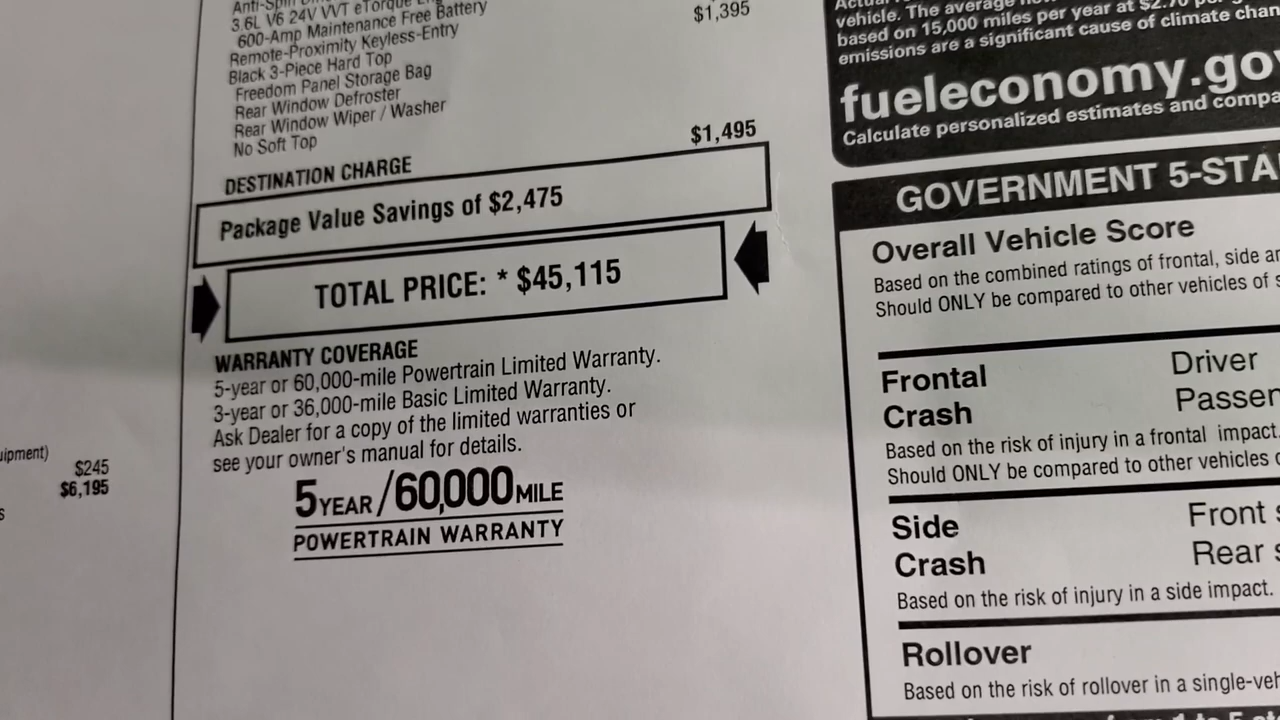 3.6L V6 24V VVT eTorque
600-Amp Maintenance Free Battery
$1,395
Remote-Proximity Keyless-Entry
Black 3-Piece Hard Top
Freedom Panel Storage Bag
Rear Window Defroster
Rear Window Wiper / Washer
No Soft Top
DESTINATION CHARGE
$1,495
Package Value Savings of $2,475
TOTAL PRICE: * $45,115
WARRANTY COVERAGE
5-year or 60,000-mile Powertrain Limited Warranty.
3-year or 36,000-mile Basic Limited Warranty.
Ask Dealer for a copy of the limited warranties or
see your owner's manual for details.
5 YEAR / 60,000 MILE
POWERTRAIN WARRANTY
$245
$6,195
vehicle. The average
based on 15,000 miles per year at
emissions are a significant cause of climate
fueleconomy.go
Calculate personalized estimates and
GOVERNMENT 5-STA
Overall Vehicle Score
Based on the combined ratings of frontal, side
Should ONLY be compared to other vehicles of
Frontal
Crash
Driver
Passen
Based on the risk of injury in a frontal impact.
Should ONLY be compared to other vehicles
Side
Crash
Front
Rear
Based on the risk of injury in a side impact.
Rollover
Based on the risk of rollover in a single-veh